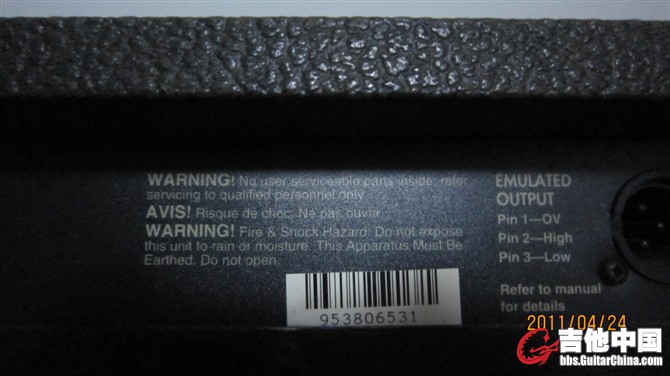 WARNING! No user serviceable parts inside, refer
servicing to qualified personnel only.
AVIS! Risque de choc. Ne pas ouvrir.
WARNING! Fire & Shock Hazard. Do not expose
this unit to rain or moisture. This Apparatus Must Be
Earthed. Do not open.
953806531
EMULATED
OUTPUT
Pin 1—OV
Pin 2—High
Pin 3—Low
Refer to manual
for details
2011/04/24
吉他中国
bbs.GuitarChina.com